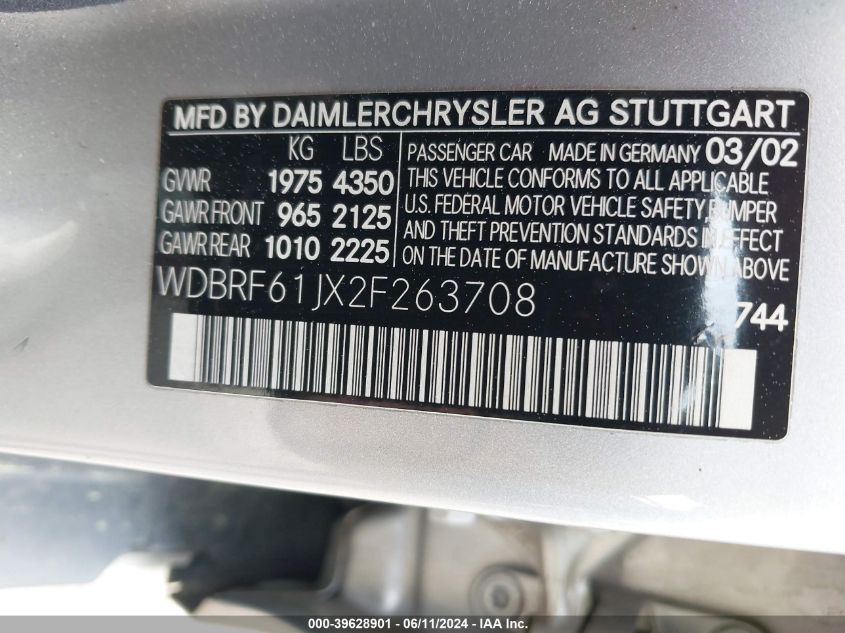 MFD BY DAIMLERCHRYSLER AG STUTTGART
KG LBS
GVWR 1975 4350
GAWR FRONT 965 2125
GAWR REAR 1010 2225
PASSENGER CAR MADE IN GERMANY 03/02
THIS VEHICLE CONFORMS TO ALL APPLICABLE
U.S. FEDERAL MOTOR VEHICLE SAFETY, BUMPER
AND THEFT PREVENTION STANDARDS IN EFFECT
ON THE DATE OF MANUFACTURE SHOWN ABOVE
WDBRF61JX2F263708
744
000-39628901 - 06/11/2024 - IAA Inc.